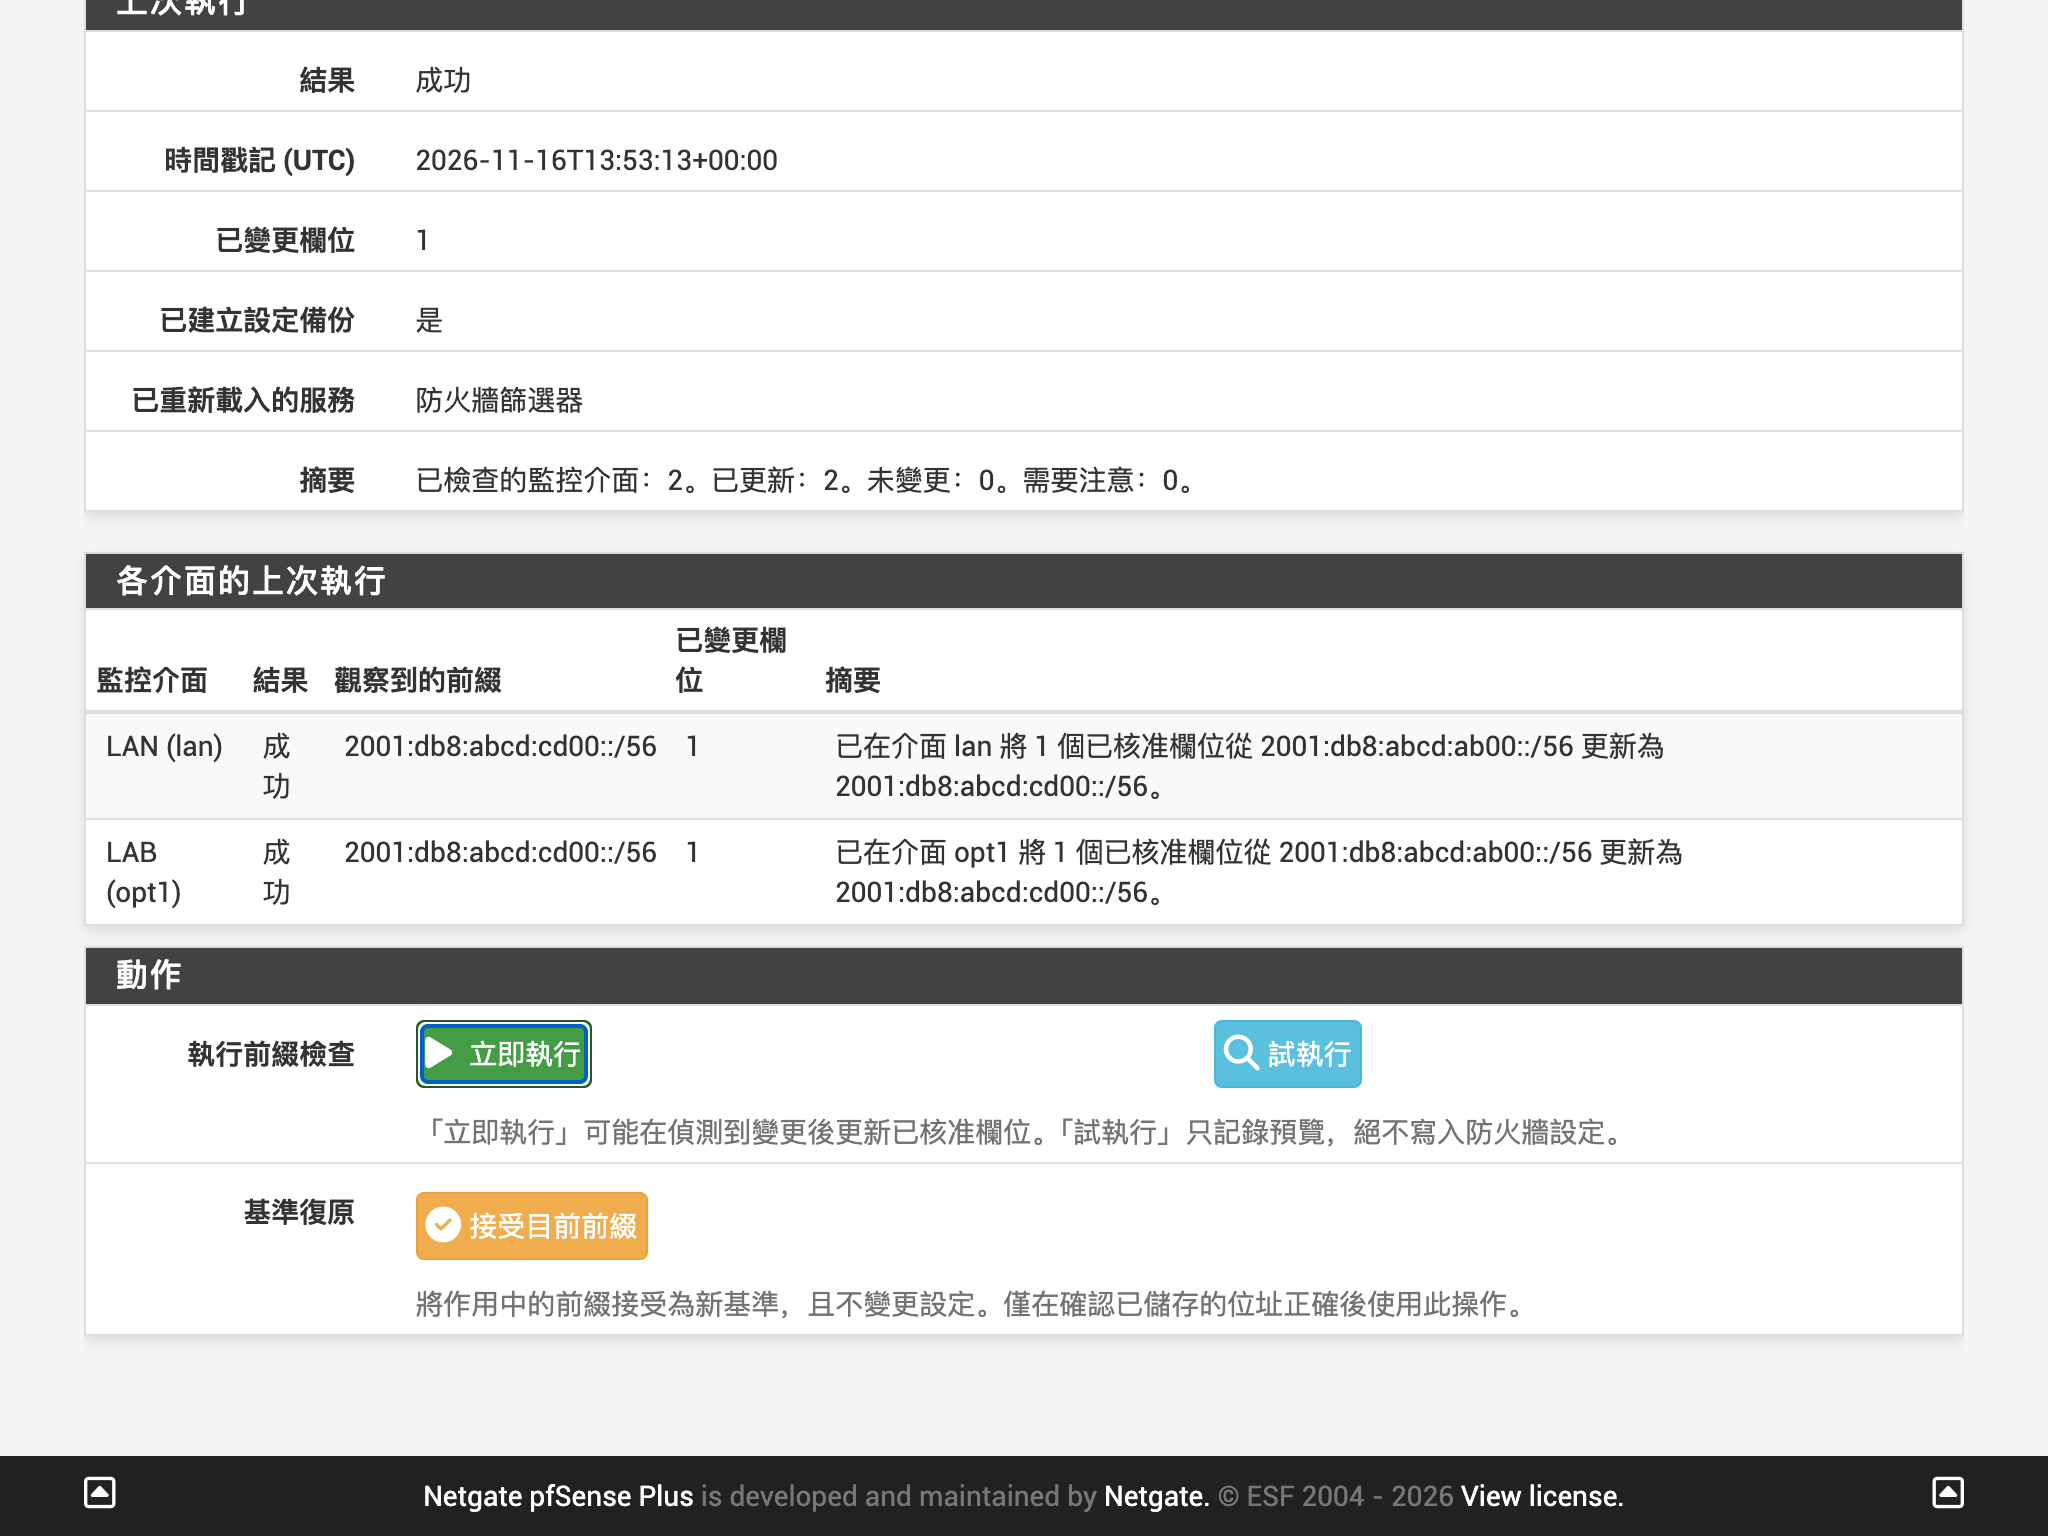 上次執行
結果 成功
時間戳記 (UTC) 2026-11-16T13:53:13+00:00
已變更欄位 1
已建立設定備份 是
已重新載入的服務 防火牆篩選器
摘要 已檢查的監控介面：2。已更新：2。未變更：0。需要注意：0。
各介面的上次執行
監控介面 結果 觀察到的前綴 已變更欄
位 摘要
LAN (lan) 成
功 2001:db8:abcd:cd00::/56 1 已在介面 lan 將 1 個已核准欄位從 2001:db8:abcd:ab00::/56 更新為
2001:db8:abcd:cd00::/56。
LAB
(opt1) 成
功 2001:db8:abcd:cd00::/56 1 已在介面 opt1 將 1 個已核准欄位從 2001:db8:abcd:ab00::/56 更新為
2001:db8:abcd:cd00::/56。
動作
執行前綴檢查 立即執行 試執行
「立即執行」可能在偵測到變更後更新已核准欄位。「試執行」只記錄預覽，絕不寫入防火牆設定。
基準復原 接受目前前綴
將作用中的前綴接受為新基準，且不變更設定。僅在確認已儲存的位址正確後使用此操作。
Netgate pfSense Plus is developed and maintained by Netgate. © ESF 2004 - 2026 View license.